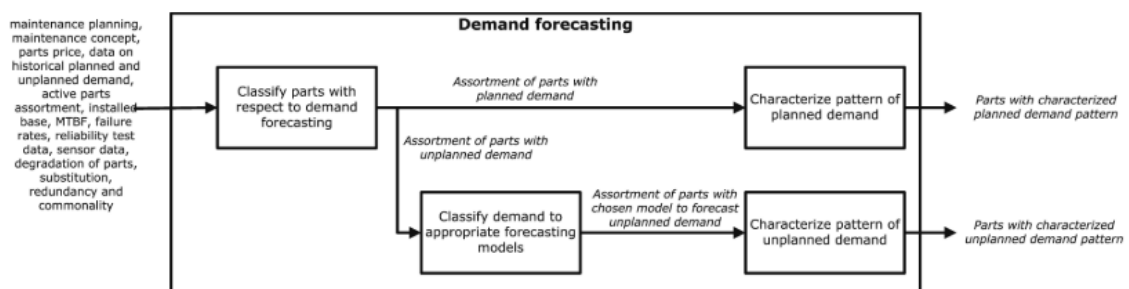 maintenance planning,
maintenance concept,
parts price, data on
historical planned and
unplanned demand,
active parts
assortment, installed
base, MTBF, failure
rates, reliability test
data, sensor data,
degradation of parts,
substitution,
redundancy and
commonality
Demand forecasting
Classify parts with
respect to demand
forecasting
Assortment of parts with
planned demand
Characterize pattern of
planned demand
Parts with characterized
planned demand pattern
Assortment of parts with
unplanned demand
Classify demand to
appropriate forecasting
models
Assortment of parts with
chosen model to forecast
unplanned demand
Characterize pattern of
unplanned demand
Parts with characterized
unplanned demand pattern